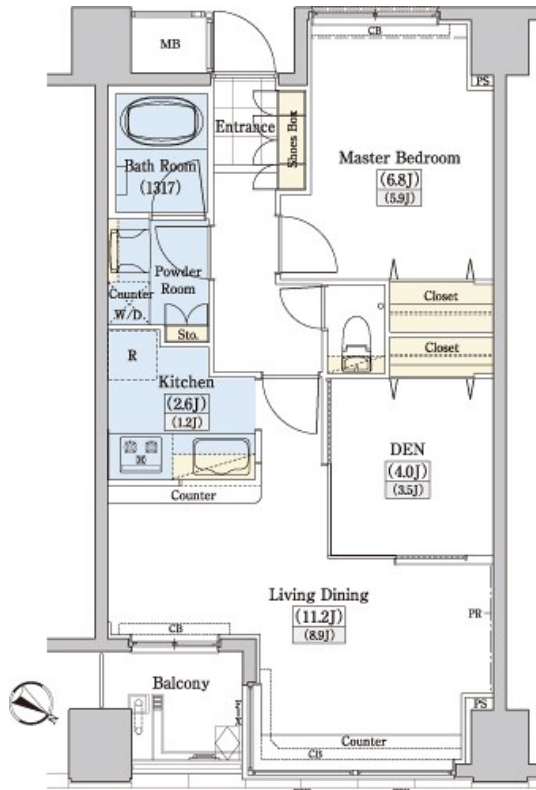 MB
CB
PS
Entrance
Shoes Box
Bath Room
(1317)
Master Bedroom
(6.8J)
(5.9J)
Powder
Room
Counter
W/D.
Sto.
Closet
Closet
R
Kitchen
(2.6J)
(1.2J)
DEN
(4.0J)
(3.5J)
Counter
Living Dining
(11.2J)
(8.9J)
PR
CB
Balcony
PS
Counter
CB